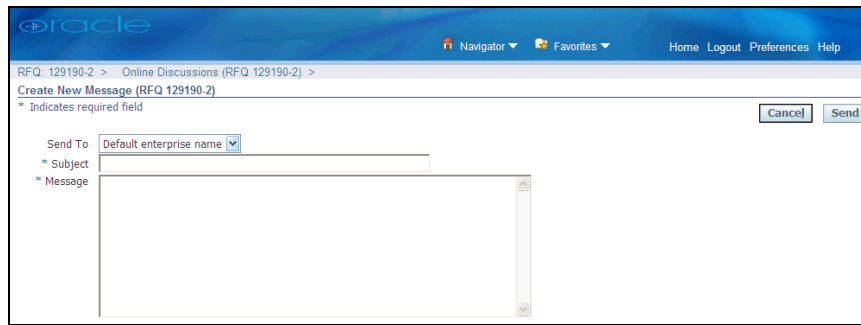 oracle
Navigator Favorites Home Logout Preferences Help
RFQ: 129190-2 > Online Discussions (RFQ 129190-2) >
Create New Message (RFQ 129190-2)
* Indicates required field
Cancel Send
Send To Default enterprise name
* Subject
* Message